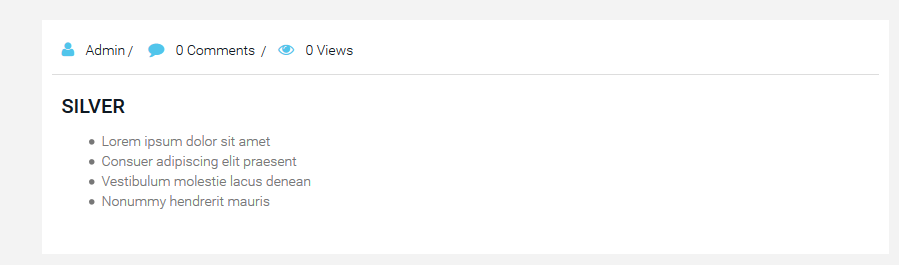 Admin / 0 Comments / 0 Views
SILVER
Lorem ipsum dolor sit amet
Consuer adipiscing elit praesent
Vestibulum molestie lacus denean
Nonummy hendrerit mauris